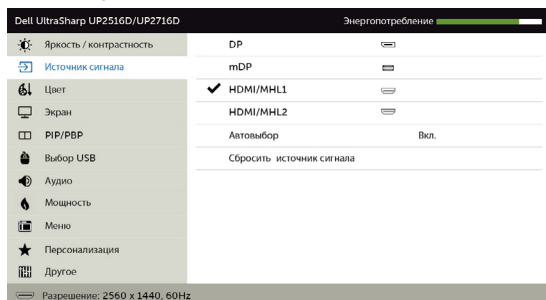 Dell UltraSharp UP2516D/UP2716D Энергопотребление
Яркость / контрастность
Источник сигнала
Цвет
Экран
PIP/PBP
Выбор USB
Аудио
Мощность
Меню
Персонализация
Другое
DP
mDP
HDMI/MHL1
HDMI/MHL2
Автовыбор Вкл.
Сбросить источник сигнала
Разрешение: 2560 x 1440, 60Hz